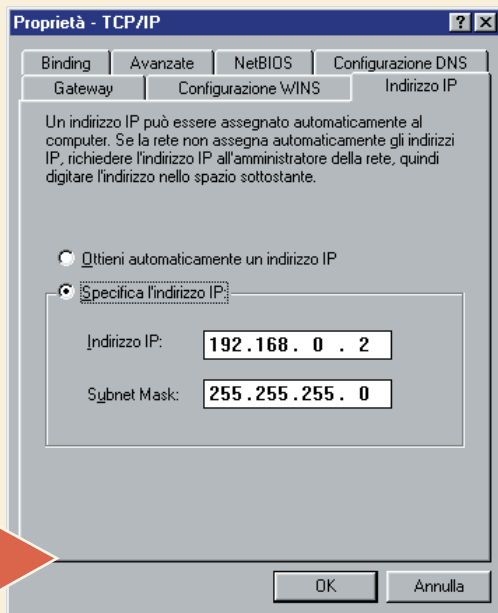 Proprietà - TCP/IP
Binding Avanzate NetBIOS Configurazione DNS
Gateway Configurazione WINS Indirizzo IP
Un indirizzo IP può essere assegnato automaticamente al
computer. Se la rete non assegna automaticamente gli indirizzi
IP, richiedere l'indirizzo IP all'amministratore della rete, quindi
digitare l'indirizzo nello spazio sottostante.
Ottieni automaticamente un indirizzo IP
Specifica l'indirizzo IP:
Indirizzo IP: 192.168. 0 . 2
Subnet Mask: 255.255.255. 0
OK Annulla